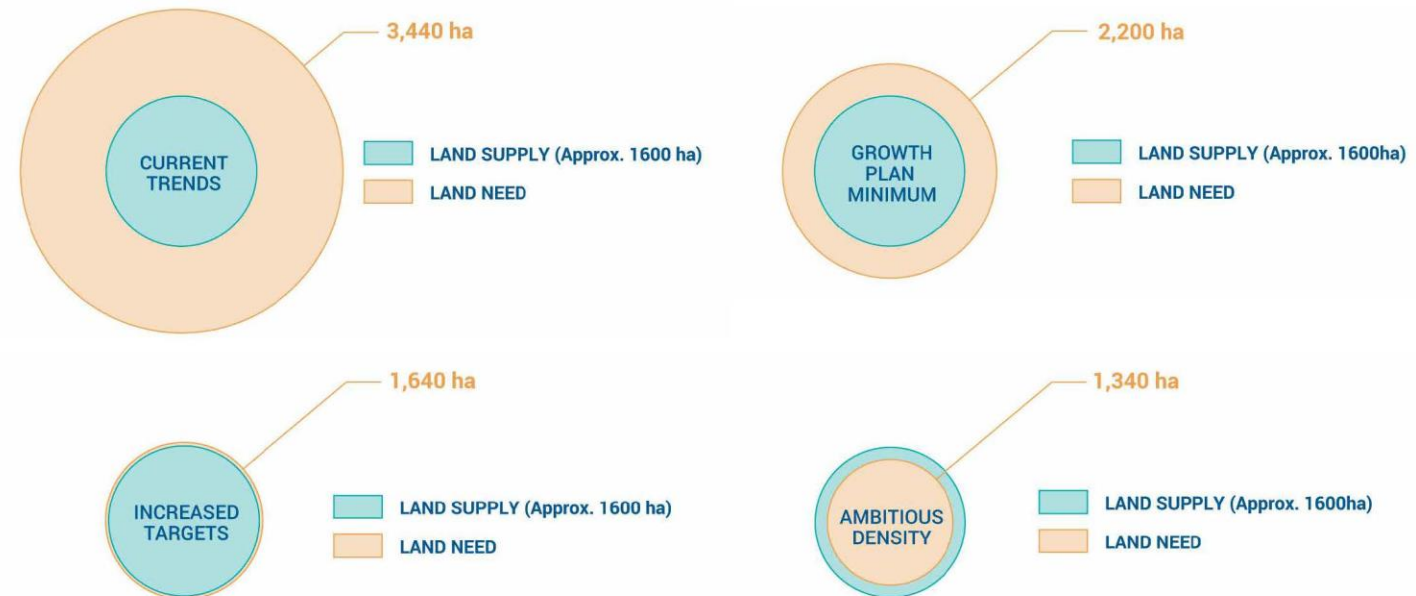 3,440 ha
CURRENT
TRENDS
LAND SUPPLY (Approx. 1600 ha)
LAND NEED
2,200 ha
GROWTH
PLAN
MINIMUM
LAND SUPPLY (Approx. 1600ha)
LAND NEED
1,640 ha
INCREASED
TARGETS
LAND SUPPLY (Approx. 1600 ha)
LAND NEED
1,340 ha
AMBITIOUS
DENSITY
LAND SUPPLY (Approx. 1600ha)
LAND NEED